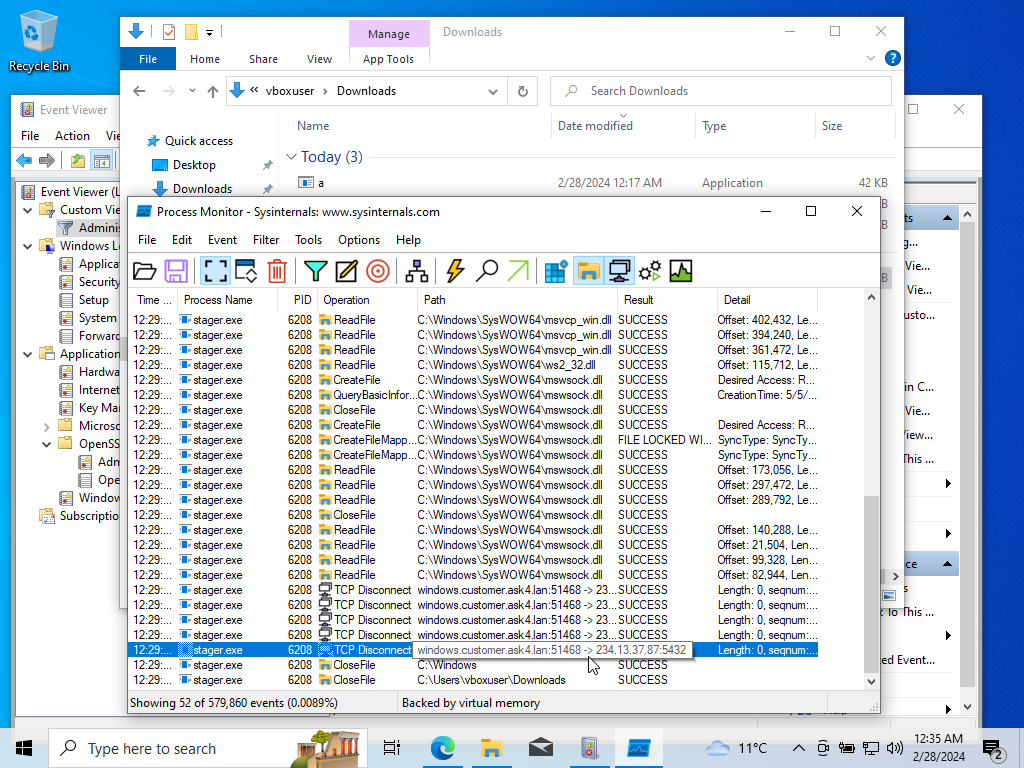 Recycle Bin
Manage
Downloads
File
Home
Share
View
App Tools
vboxuser
Downloads
Search Downloads
Name
Date modified
Type
Size
Quick access
Desktop
Downloads
Today (3)
a
2/28/2024 12:17 AM
Application
42 KB
Event Viewer
File
Action
Event Viewer (L
Custom Vie
Adminis
Windows Lo
Applica
Security
Setup
System
Forward
Application
Hardwa
Internet
Key Man
Microso
OpenSS
Adm
Ope
Window
Subscriptio
Process Monitor - Sysinternals: www.sysinternals.com
File Edit Event Filter Tools Options Help
Time ... Process Name PID Operation Path Result Detail
12:29:... stager.exe 6208 ReadFile C:\Windows\SysWOW64\msvcp_win.dll SUCCESS Offset: 402,432, Le...
12:29:... stager.exe 6208 ReadFile C:\Windows\SysWOW64\msvcp_win.dll SUCCESS Offset: 394,240, Le...
12:29:... stager.exe 6208 ReadFile C:\Windows\SysWOW64\msvcp_win.dll SUCCESS Offset: 361,472, Le...
12:29:... stager.exe 6208 ReadFile C:\Windows\SysWOW64\ws2_32.dll SUCCESS Offset: 115,712, Le...
12:29:... stager.exe 6208 CreateFile C:\Windows\SysWOW64\mswsock.dll SUCCESS Desired Access: R...
12:29:... stager.exe 6208 QueryBasicInfor... C:\Windows\SysWOW64\mswsock.dll SUCCESS CreationTime: 5/5/...
12:29:... stager.exe 6208 CloseFile C:\Windows\SysWOW64\mswsock.dll SUCCESS
12:29:... stager.exe 6208 CreateFile C:\Windows\SysWOW64\mswsock.dll SUCCESS Desired Access: R...
12:29:... stager.exe 6208 CreateFileMapp... C:\Windows\SysWOW64\mswsock.dll FILE LOCKED WI... SyncType: SyncTy...
12:29:... stager.exe 6208 CreateFileMapp... C:\Windows\SysWOW64\mswsock.dll SUCCESS SyncType: SyncTy...
12:29:... stager.exe 6208 ReadFile C:\Windows\SysWOW64\mswsock.dll SUCCESS Offset: 173,056, Le...
12:29:... stager.exe 6208 ReadFile C:\Windows\SysWOW64\mswsock.dll SUCCESS Offset: 297,472, Le...
12:29:... stager.exe 6208 ReadFile C:\Windows\SysWOW64\mswsock.dll SUCCESS Offset: 289,792, Le...
12:29:... stager.exe 6208 CloseFile C:\Windows\SysWOW64\mswsock.dll SUCCESS
12:29:... stager.exe 6208 ReadFile C:\Windows\SysWOW64\mswsock.dll SUCCESS Offset: 140,288, Le...
12:29:... stager.exe 6208 ReadFile C:\Windows\SysWOW64\mswsock.dll SUCCESS Offset: 21,504, Len...
12:29:... stager.exe 6208 ReadFile C:\Windows\SysWOW64\mswsock.dll SUCCESS Offset: 99,328, Len...
12:29:... stager.exe 6208 ReadFile C:\Windows\SysWOW64\mswsock.dll SUCCESS Offset: 82,944, Len...
12:29:... stager.exe 6208 TCP Disconnect windows.customer.ask4.lan:51468 -> 23... SUCCESS Length: 0, seqnum:...
12:29:... stager.exe 6208 TCP Disconnect windows.customer.ask4.lan:51468 -> 23... SUCCESS Length: 0, seqnum:...
12:29:... stager.exe 6208 TCP Disconnect windows.customer.ask4.lan:51468 -> 23... SUCCESS Length: 0, seqnum:...
12:29:... stager.exe 6208 TCP Disconnect windows.customer.ask4.lan:51468 -> 23... SUCCESS Length: 0, seqnum:...
12:29:... stager.exe 6208 TCP Disconnect windows.customer.ask4.lan:51468 -> 234.13.37.87:5432 Length: 0, seqnum:...
12:29:... stager.exe 6208 CloseFile C:\Windows SUCCESS
12:29:... stager.exe 6208 CloseFile C:\Users\vboxuser\Downloads SUCCESS
Showing 52 of 579,860 events (0.0089%)
Backed by virtual memory
Type here to search
11°C
12:35 AM
2/28/2024
2